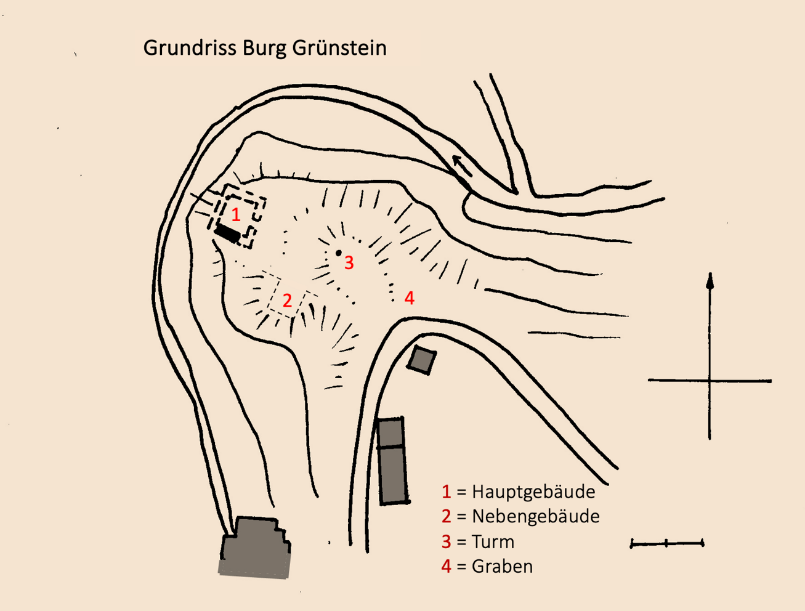 Grundriss Burg Grünstein
1
3
2
4
1 = Hauptgebäude
2 = Nebengebäude
3 = Turm
4 = Graben